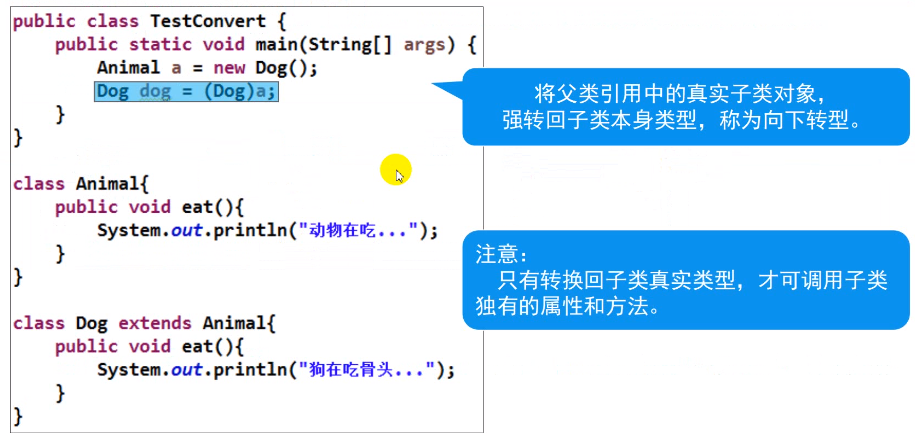 public class TestConvert {
    public static void main(String[] args) {
        Animal a = new Dog();
        Dog dog = (Dog)a;
    }
}
class Animal{
    public void eat(){
        System.out.println("动物在吃...");
    }
}
class Dog extends Animal{
    public void eat(){
        System.out.println("狗在吃骨头...");
    }
}
将父类引用中的真实子类对象，
强转回子类本身类型，称为向下转型。
注意：
只有转换回子类真实类型，才可调用子类
独有的属性和方法。